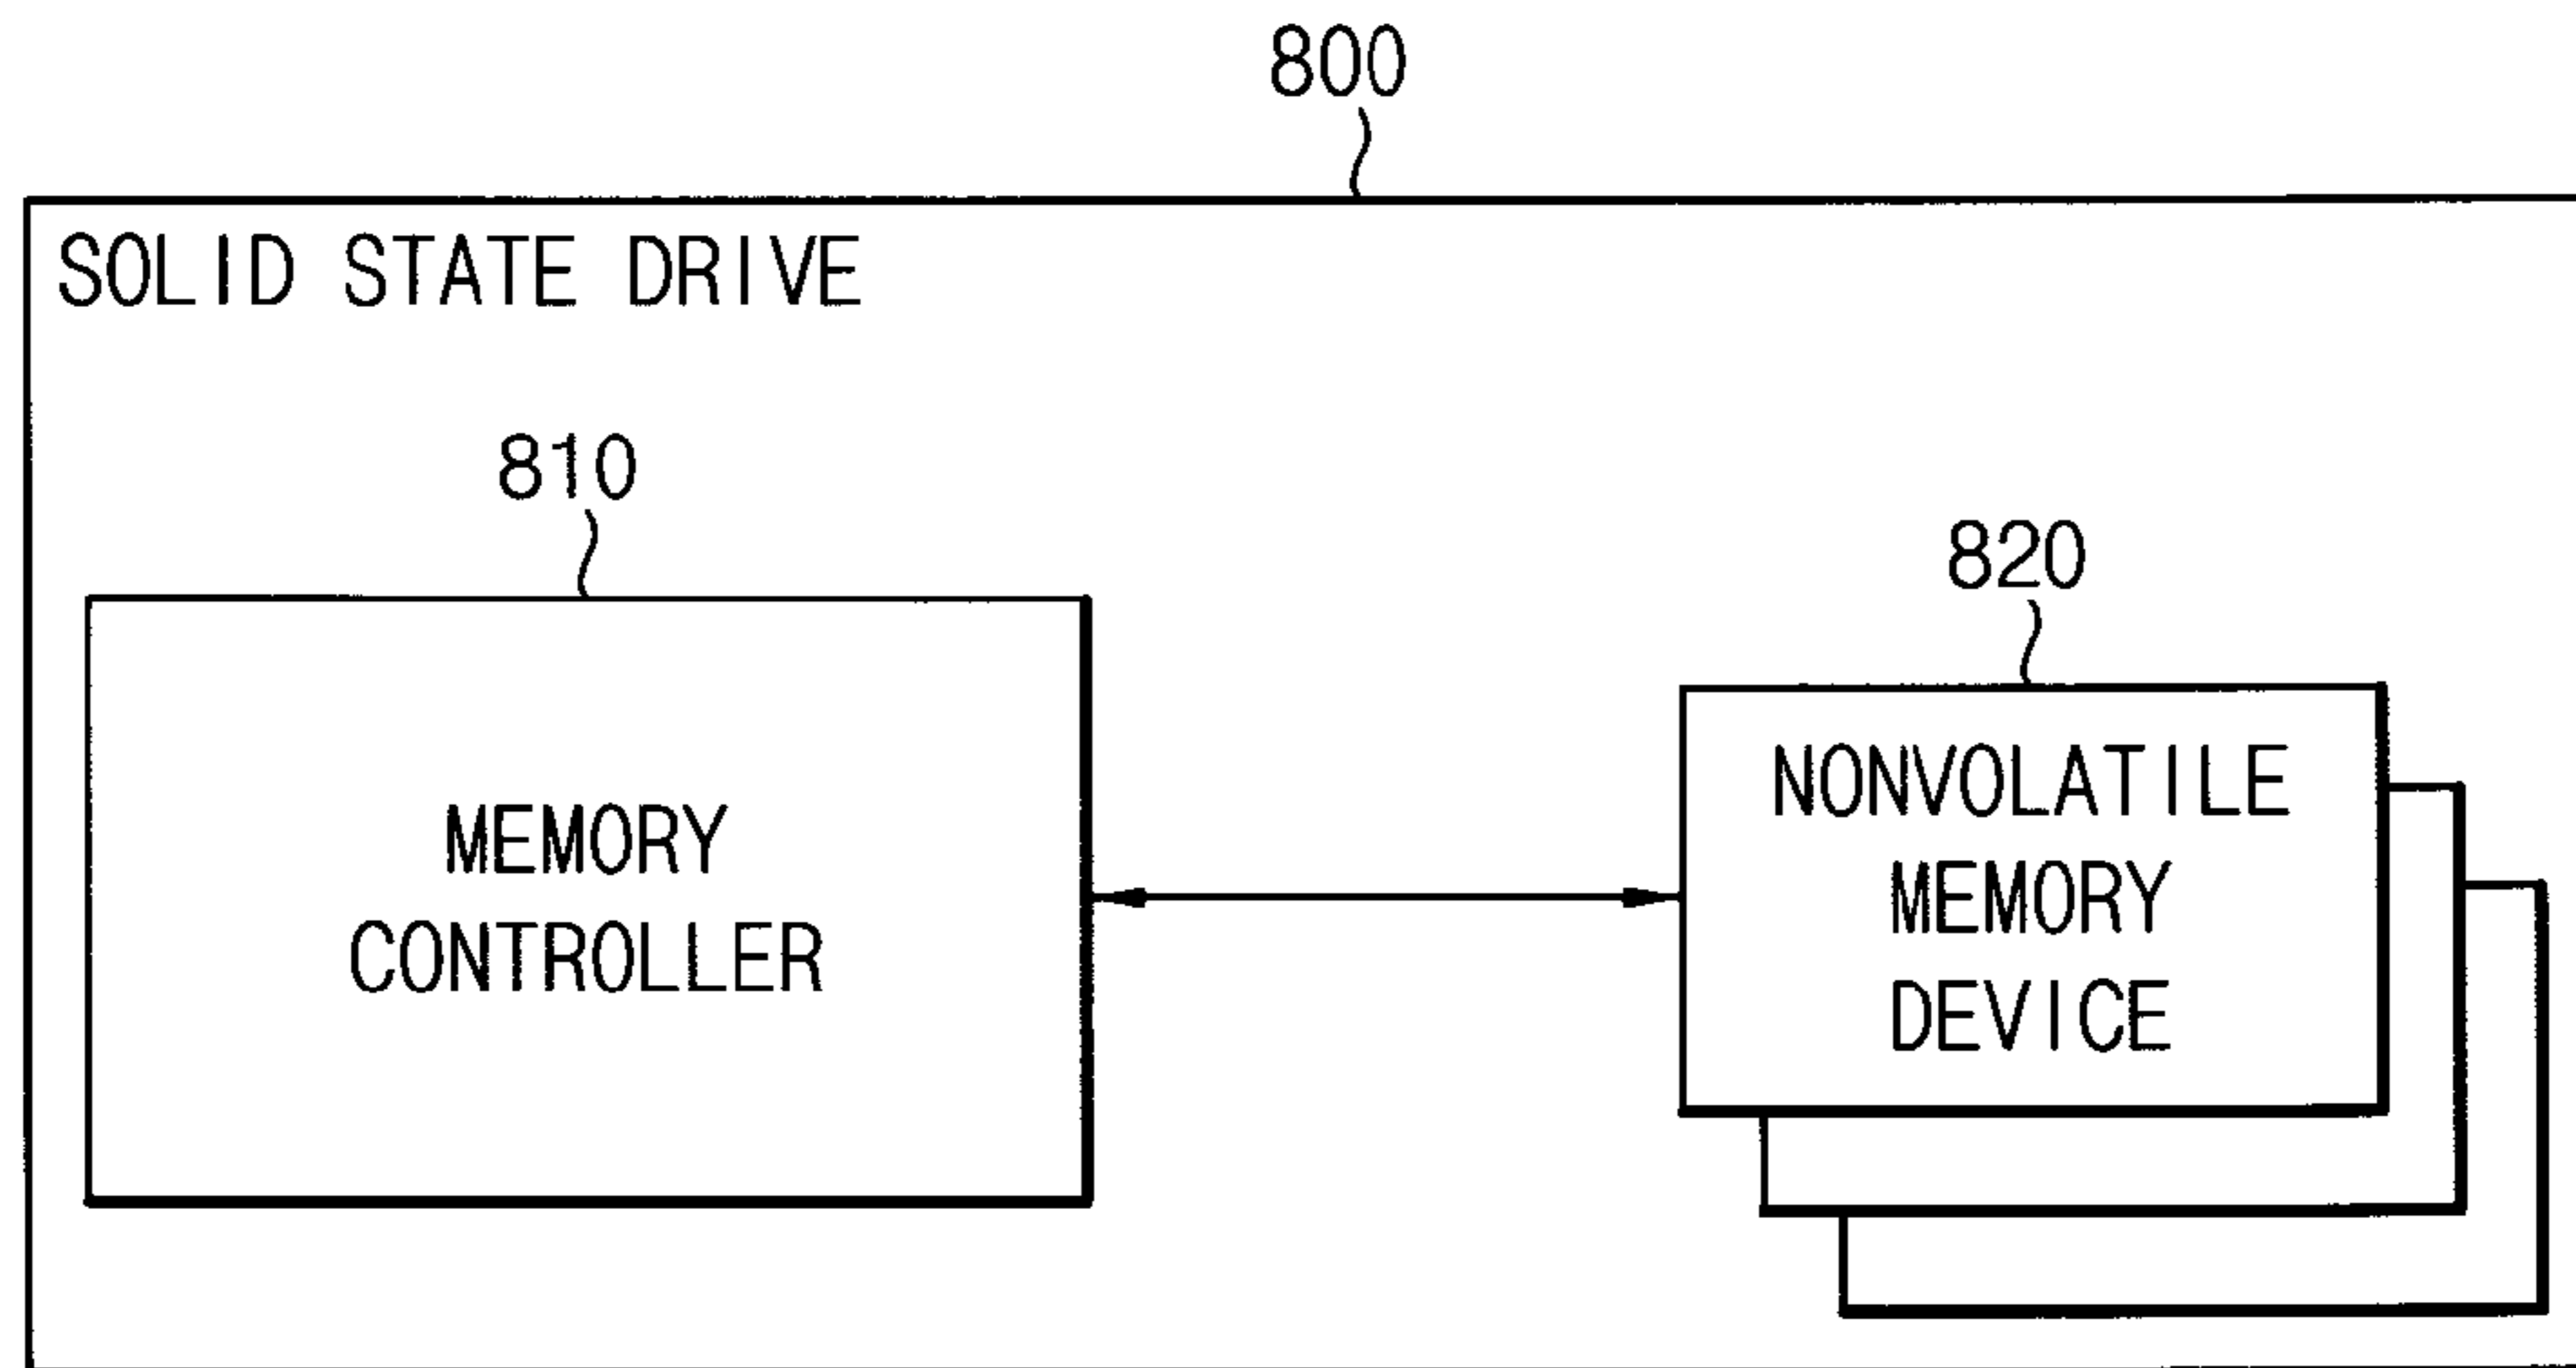 800
SOLID STATE DRIVE
810
820
MEMORY
CONTROLLER
NONVOLATILE
MEMORY
DEVICE